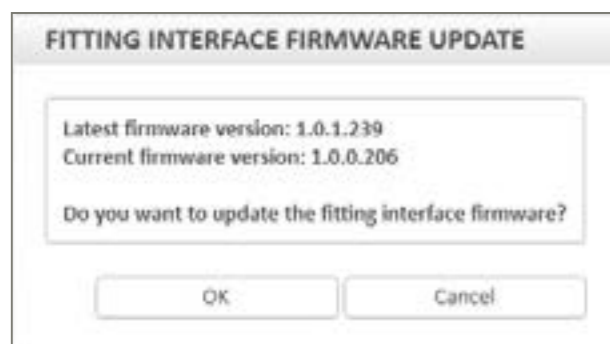 FITTING INTERFACE FIRMWARE UPDATE
Latest firmware version: 1.0.1.239
Current firmware version: 1.0.0.206
Do you want to update the fitting interface firmware?
OK
Cancel